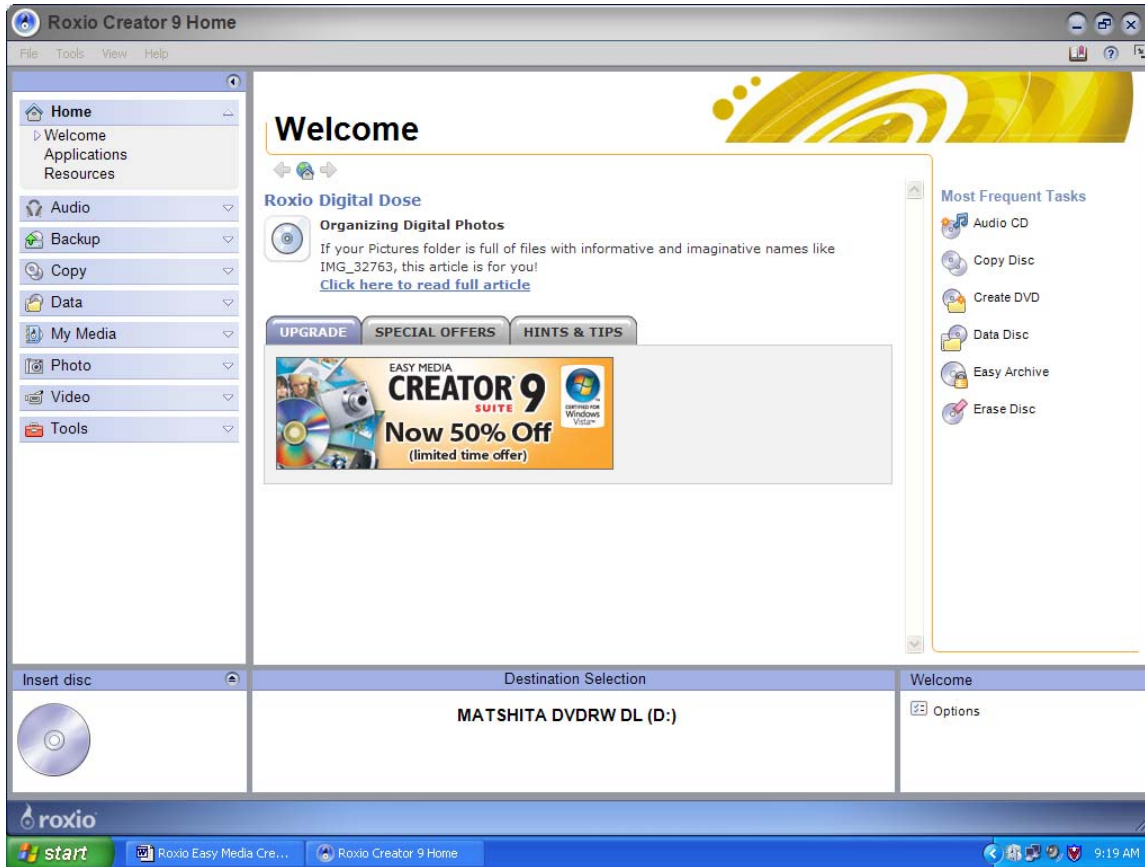 Roxio Creator 9 Home
File Tools View Help
Home
Welcome
Applications
Resources
Audio
Backup
Copy
Data
My Media
Photo
Video
Tools
Welcome
Roxio Digital Dose
Organizing Digital Photos
If your Pictures folder is full of files with informative and imaginative names like
IMG_32763, this article is for you!
Click here to read full article
UPGRADE SPECIAL OFFERS HINTS & TIPS
EASY MEDIA
CREATOR 9
SUITE
Now 50% Off
(limited time offer)
CERTIFIED FOR
Windows
Vista™
Most Frequent Tasks
Audio CD
Copy Disc
Create DVD
Data Disc
Easy Archive
Erase Disc
Insert disc
Destination Selection
MATSHITA DVDRW DL (D:)
Welcome
Options
roxio
start
Roxio Easy Media Cre...
Roxio Creator 9 Home
9:19 AM